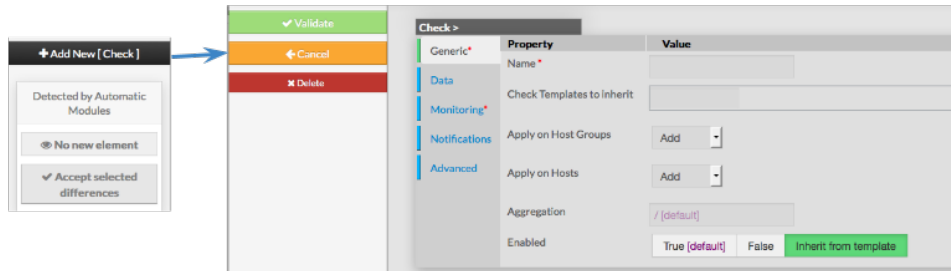 + Add New [ Check ]
Detected by Automatic
Modules
No new element
✔ Accept selected
differences
✔ Validate
Cancel
✖ Delete
Check >
Generic*
Data
Monitoring*
Notifications
Advanced
Property Value
Name *
Check Templates to inherit
Apply on Host Groups Add
Apply on Hosts Add
Aggregation / [default]
Enabled True [default] False Inherit from template